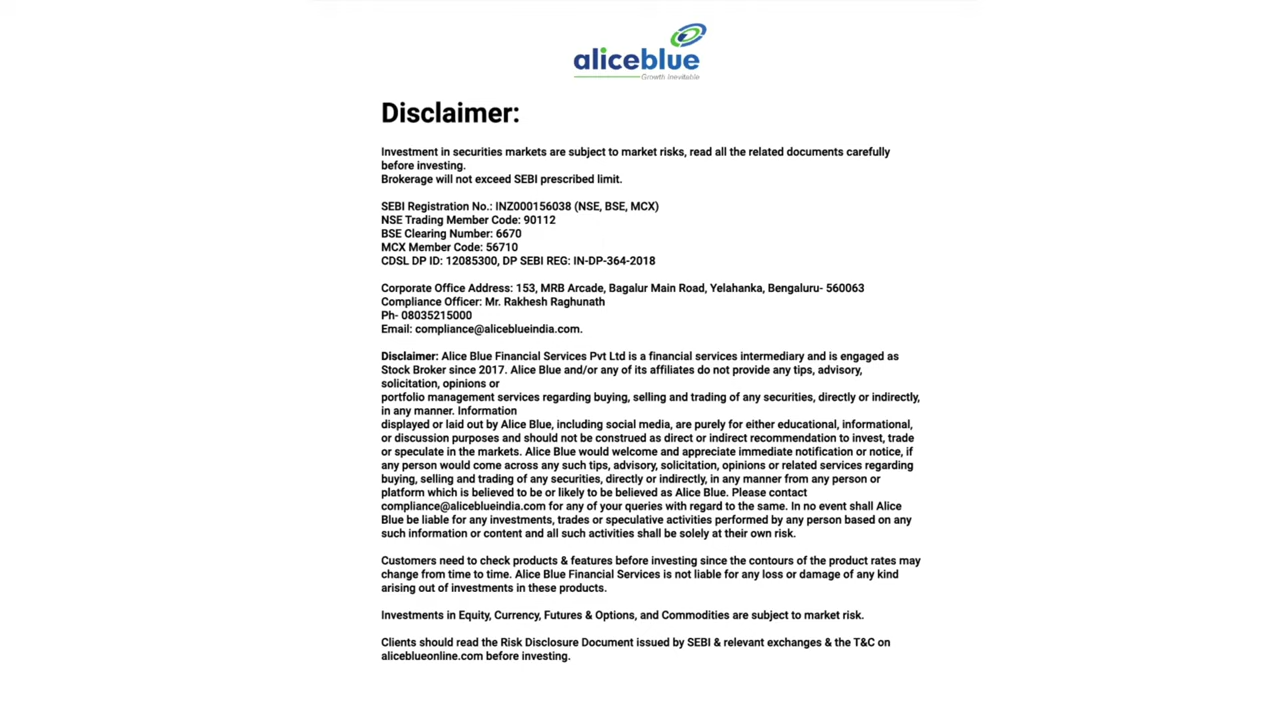 aliceblue
Growth Inevitable
Disclaimer:
Investment in securities markets are subject to market risks, read all the related documents carefully
before investing.
Brokerage will not exceed SEBI prescribed limit.
SEBI Registration No.: INZ000156038 (NSE, BSE, MCX)
NSE Trading Member Code: 90112
BSE Clearing Number: 6670
MCX Member Code: 56710
CDSL DP ID: 12085300, DP SEBI REG: IN-DP-364-2018
Corporate Office Address: 153, MRB Arcade, Bagalur Main Road, Yelahanka, Bengaluru- 560063
Compliance Officer: Mr. Rakhesh Raghunath
Ph- 08035215000
Email: compliance@aliceblueindia.com.
Disclaimer: Alice Blue Financial Services Pvt Ltd is a financial services intermediary and is engaged as
Stock Broker since 2017. Alice Blue and/or any of its affiliates do not provide any tips, advisory,
solicitation, opinions or
portfolio management services regarding buying, selling and trading of any securities, directly or indirectly,
in any manner. Information
displayed or laid out by Alice Blue, including social media, are purely for either educational, informational,
or discussion purposes and should not be construed as direct or indirect recommendation to invest, trade
or speculate in the markets. Alice Blue would welcome and appreciate immediate notification or notice, if
any person would come across any such tips, advisory, solicitation, opinions or related services regarding
buying, selling and trading of any securities, directly or indirectly, in any manner from any person or
platform which is believed to be or likely to be believed as Alice Blue. Please contact
compliance@aliceblueindia.com for any of your queries with regard to the same. In no event shall Alice
Blue be liable for any investments, trades or speculative activities performed by any person based on any
such information or content and all such activities shall be solely at their own risk.
Customers need to check products & features before investing since the contours of the product rates may
change from time to time. Alice Blue Financial Services is not liable for any loss or damage of any kind
arising out of investments in these products.
Investments in Equity, Currency, Futures & Options, and Commodities are subject to market risk.
Clients should read the Risk Disclosure Document issued by SEBI & relevant exchanges & the T&C on
aliceblueonline.com before investing.